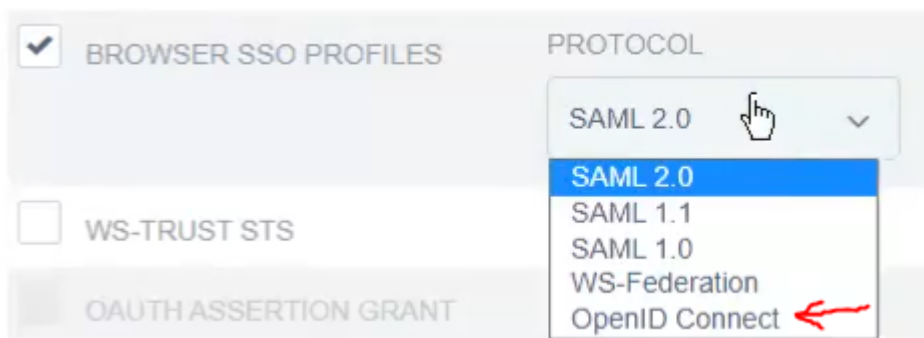 BROWSER SSO PROFILES
PROTOCOL
SAML 2.0
SAML 2.0
SAML 1.1
SAML 1.0
WS-Federation
OpenID Connect
WS-TRUST STS
OAUTH ASSERTION GRANT